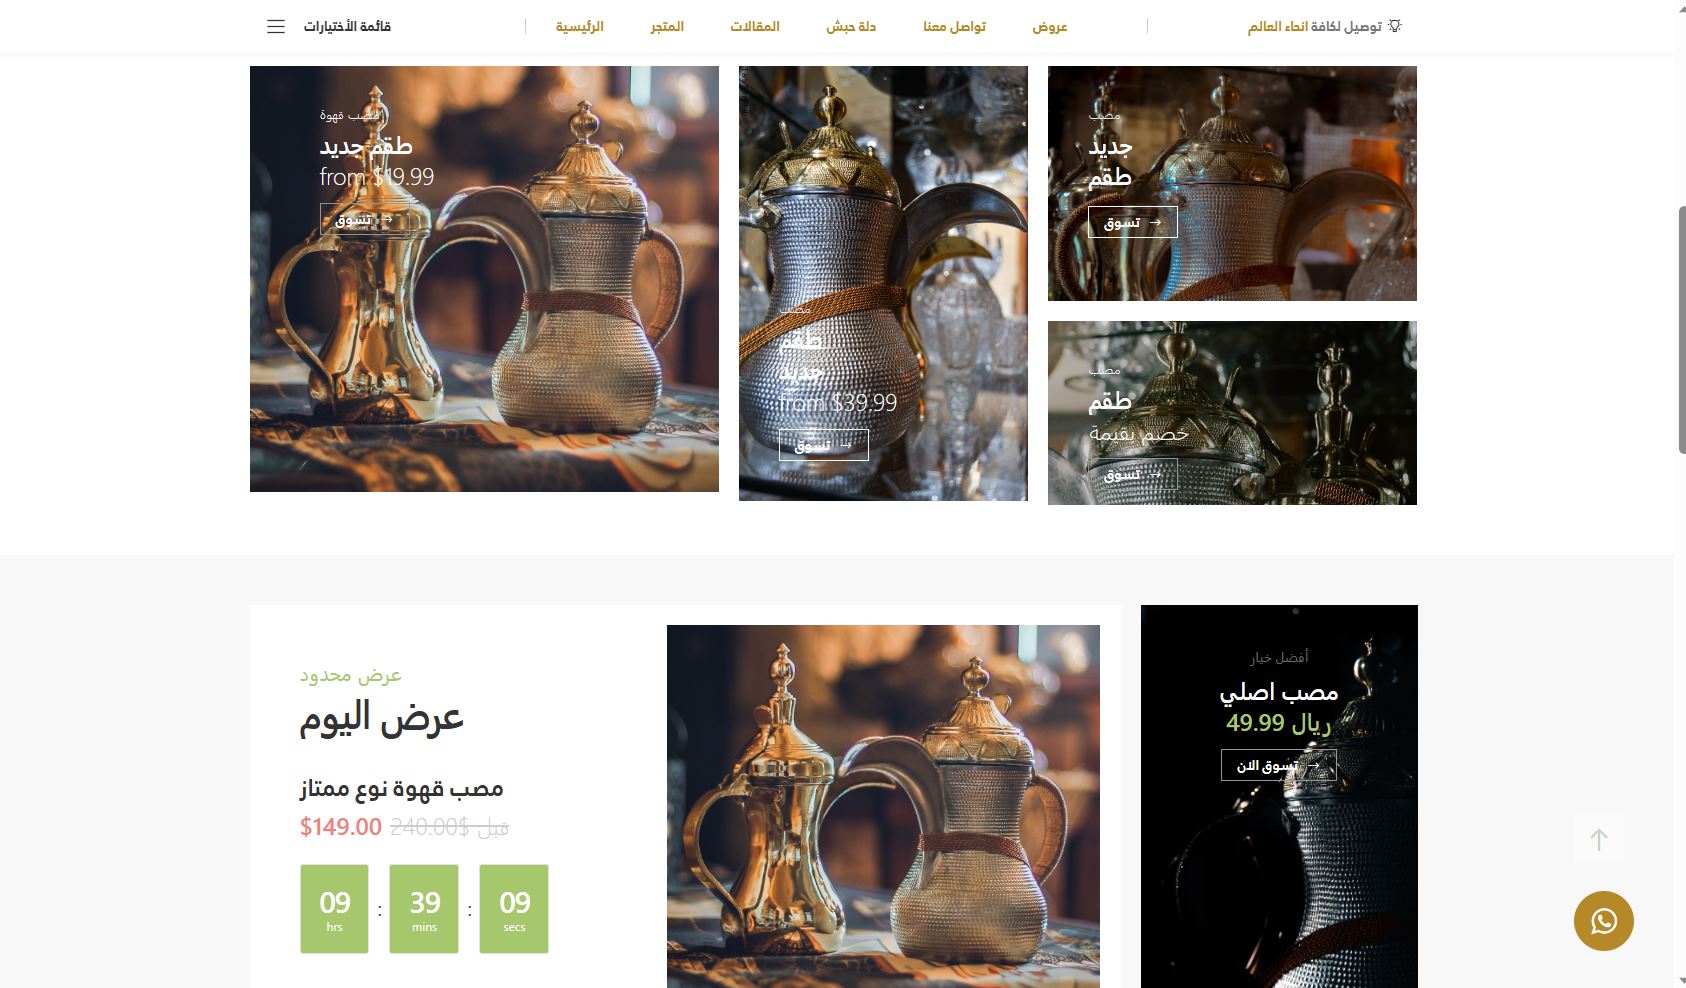 توصيل لكافة انحاء العالم
عروض
تواصل معنا
دلة حبش
المقالات
المتجر
الرئيسية
قائمة الأختيارات
مصب قهوة
طقم جديد
from $19.99
تسوق →
مصب
طقم
جديد
from $39.99
تسوق →
مصب
جديد
طقم
تسوق →
مصب
طقم
خصم بقيمة
تسوق →
عرض محدود
عرض اليوم
مصب قهوة نوع ممتاز
$149.00 قبل $240.00
09 : 39 : 09
hrs mins secs
أفضل خيار
مصب اصلي
49.99 ريال
تسوق الان →